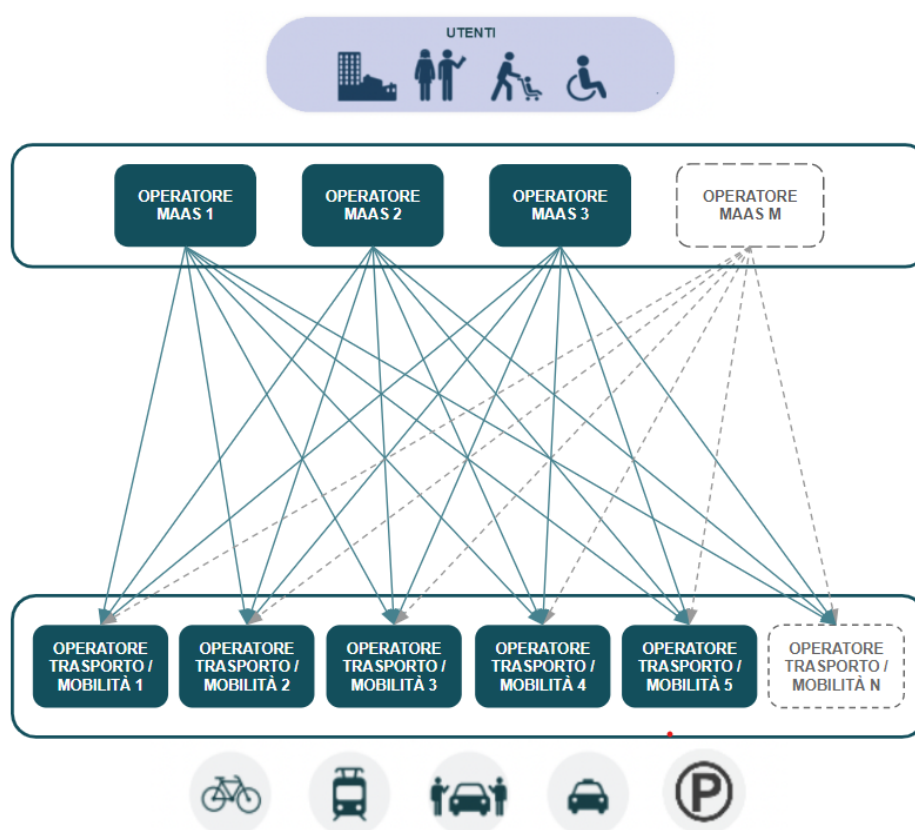 UTENTI
OPERATORE
MAAS 1
OPERATORE
MAAS 2
OPERATORE
MAAS 3
OPERATORE
MAAS M
OPERATORE
TRASPORTO /
MOBILITÀ 1
OPERATORE
TRASPORTO /
MOBILITÀ 2
OPERATORE
TRASPORTO /
MOBILITÀ 3
OPERATORE
TRASPORTO /
MOBILITÀ 4
OPERATORE
TRASPORTO /
MOBILITÀ 5
OPERATORE
TRASPORTO /
MOBILITÀ N
P